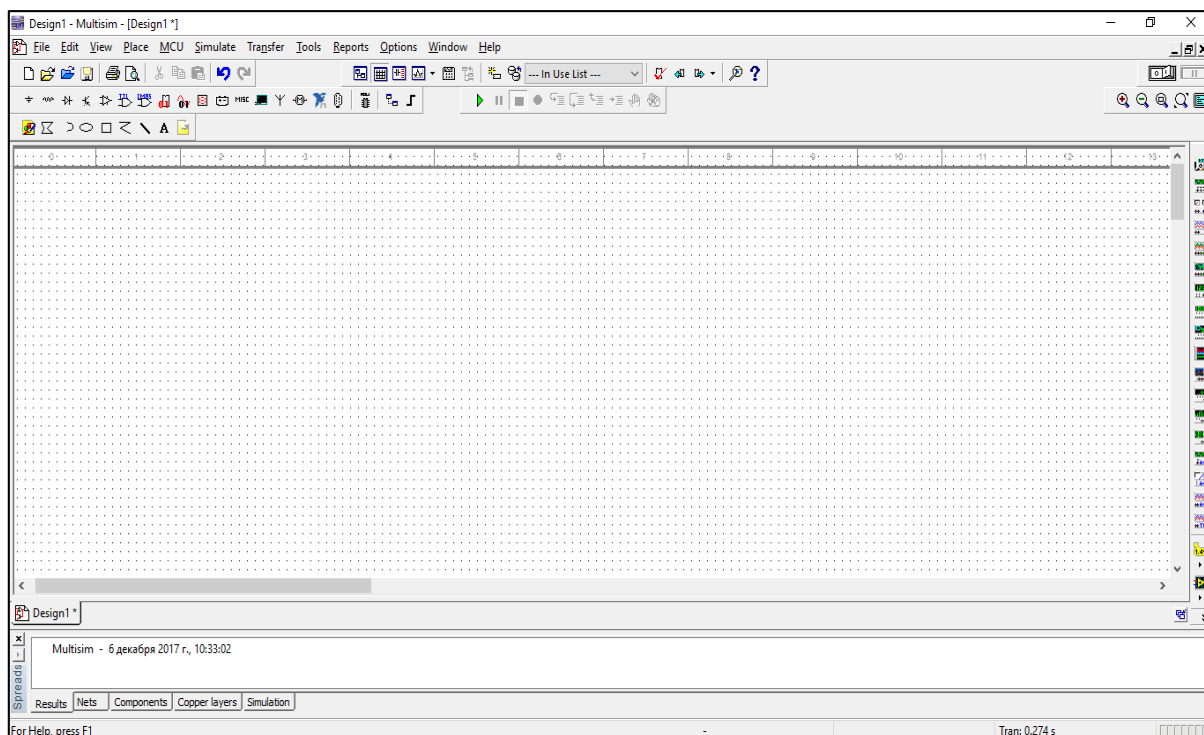 Design1 - Multisim - [Design1 *]
File Edit View Place MCU Simulate Transfer Tools Reports Options Window Help
--- In Use List ---
MISC
A
0 1 2 3 4 5 6 7 8 9 10 11 12 13
Design1 *
Multisim - 6 декабря 2017 г., 10:33:02
Spreads
Results Nets Components Copper layers Simulation
For Help, press F1 - Tran: 0.274 s